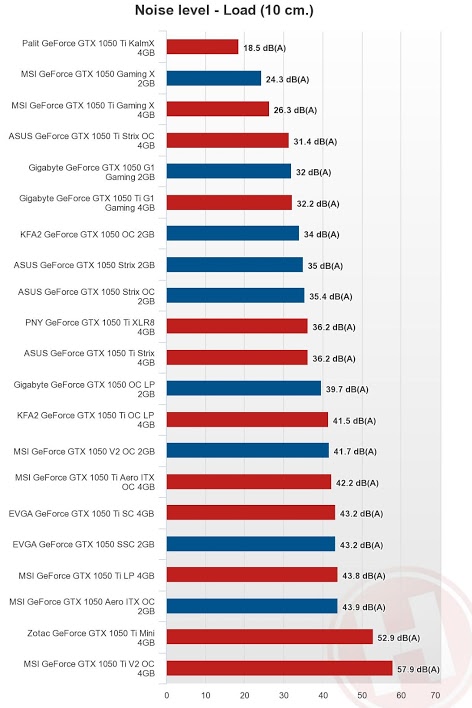 Noise level - Load (10 cm.)
Palit GeForce GTX 1050 Ti KalmX
4GB
18.5 dB(A)
MSI GeForce GTX 1050 Gaming X
2GB
24.3 dB(A)
MSI GeForce GTX 1050 Ti Gaming X
4GB
26.3 dB(A)
ASUS GeForce GTX 1050 Ti Strix OC
4GB
31.4 dB(A)
Gigabyte GeForce GTX 1050 G1
Gaming 2GB
32 dB(A)
Gigabyte GeForce GTX 1050 Ti G1
Gaming 4GB
32.2 dB(A)
KFA2 GeForce GTX 1050 OC 2GB
34 dB(A)
ASUS GeForce GTX 1050 Strix 2GB
35 dB(A)
ASUS GeForce GTX 1050 Strix OC
2GB
35.4 dB(A)
PNY GeForce GTX 1050 Ti XLR8
4GB
36.2 dB(A)
ASUS GeForce GTX 1050 Ti Strix
4GB
36.2 dB(A)
Gigabyte GeForce GTX 1050 OC LP
2GB
39.7 dB(A)
KFA2 GeForce GTX 1050 Ti OC LP
4GB
41.5 dB(A)
MSI GeForce GTX 1050 V2 OC 2GB
41.7 dB(A)
MSI GeForce GTX 1050 Ti Aero ITX
OC 4GB
42.2 dB(A)
EVGA GeForce GTX 1050 Ti SC 4GB
43.2 dB(A)
EVGA GeForce GTX 1050 SSC 2GB
43.2 dB(A)
MSI GeForce GTX 1050 Ti LP 4GB
43.8 dB(A)
MSI GeForce GTX 1050 Aero ITX OC
2GB
43.9 dB(A)
Zotac GeForce GTX 1050 Ti Mini
4GB
52.9 dB(A)
MSI GeForce GTX 1050 Ti V2 OC
4GB
57.9 dB(A)
0 10 20 30 40 50 60 70
H